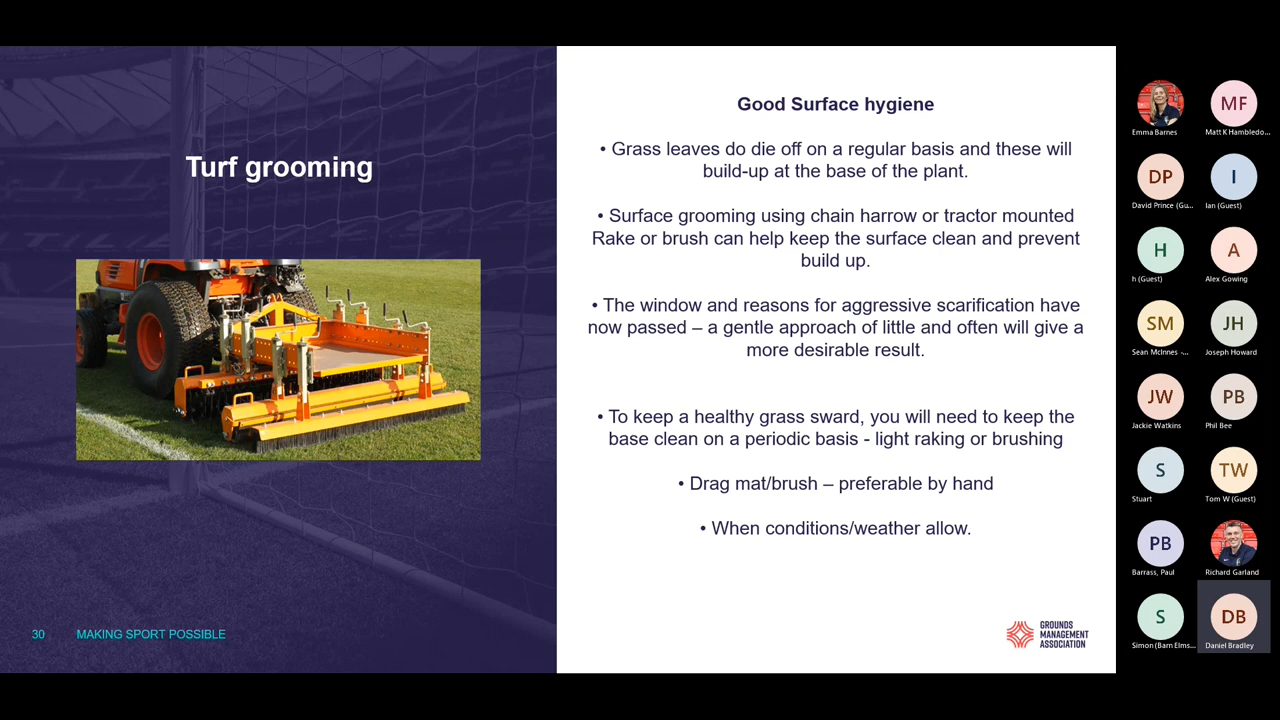 Turf grooming
30 MAKING SPORT POSSIBLE
Good Surface hygiene
• Grass leaves do die off on a regular basis and these will
build-up at the base of the plant.
• Surface grooming using chain harrow or tractor mounted
Rake or brush can help keep the surface clean and prevent
build up.
• The window and reasons for aggressive scarification have
now passed – a gentle approach of little and often will give a
more desirable result.
• To keep a healthy grass sward, you will need to keep the
base clean on a periodic basis - light raking or brushing
• Drag mat/brush – preferable by hand
• When conditions/weather allow.
GROUNDS
MANAGEMENT
ASSOCIATION
Emma Barnes
MF
Matt K Hambledo...
DP
David Prince (Gu...
I
Ian (Guest)
H
h (Guest)
A
Alex Gowing
SM
Sean McInnes -...
JH
Joseph Howard
JW
Jackie Watkins
PB
Phil Bee
S
Stuart
TW
Tom W (Guest)
PB
Barrass, Paul
Richard Garland
S
Simon (Barn Elms...
DB
Daniel Bradley